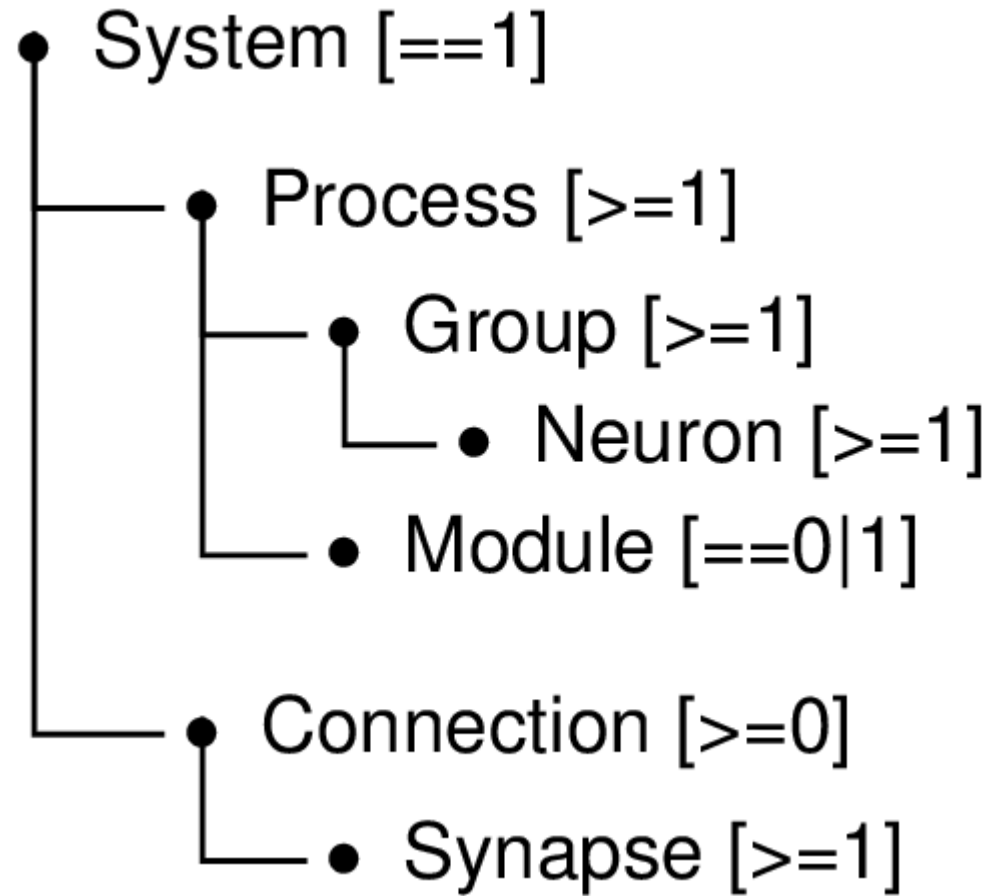 System [==1]
Process [>=1]
Group [>=1]
Neuron [>=1]
Module [==0|1]
Connection [>=0]
Synapse [>=1]